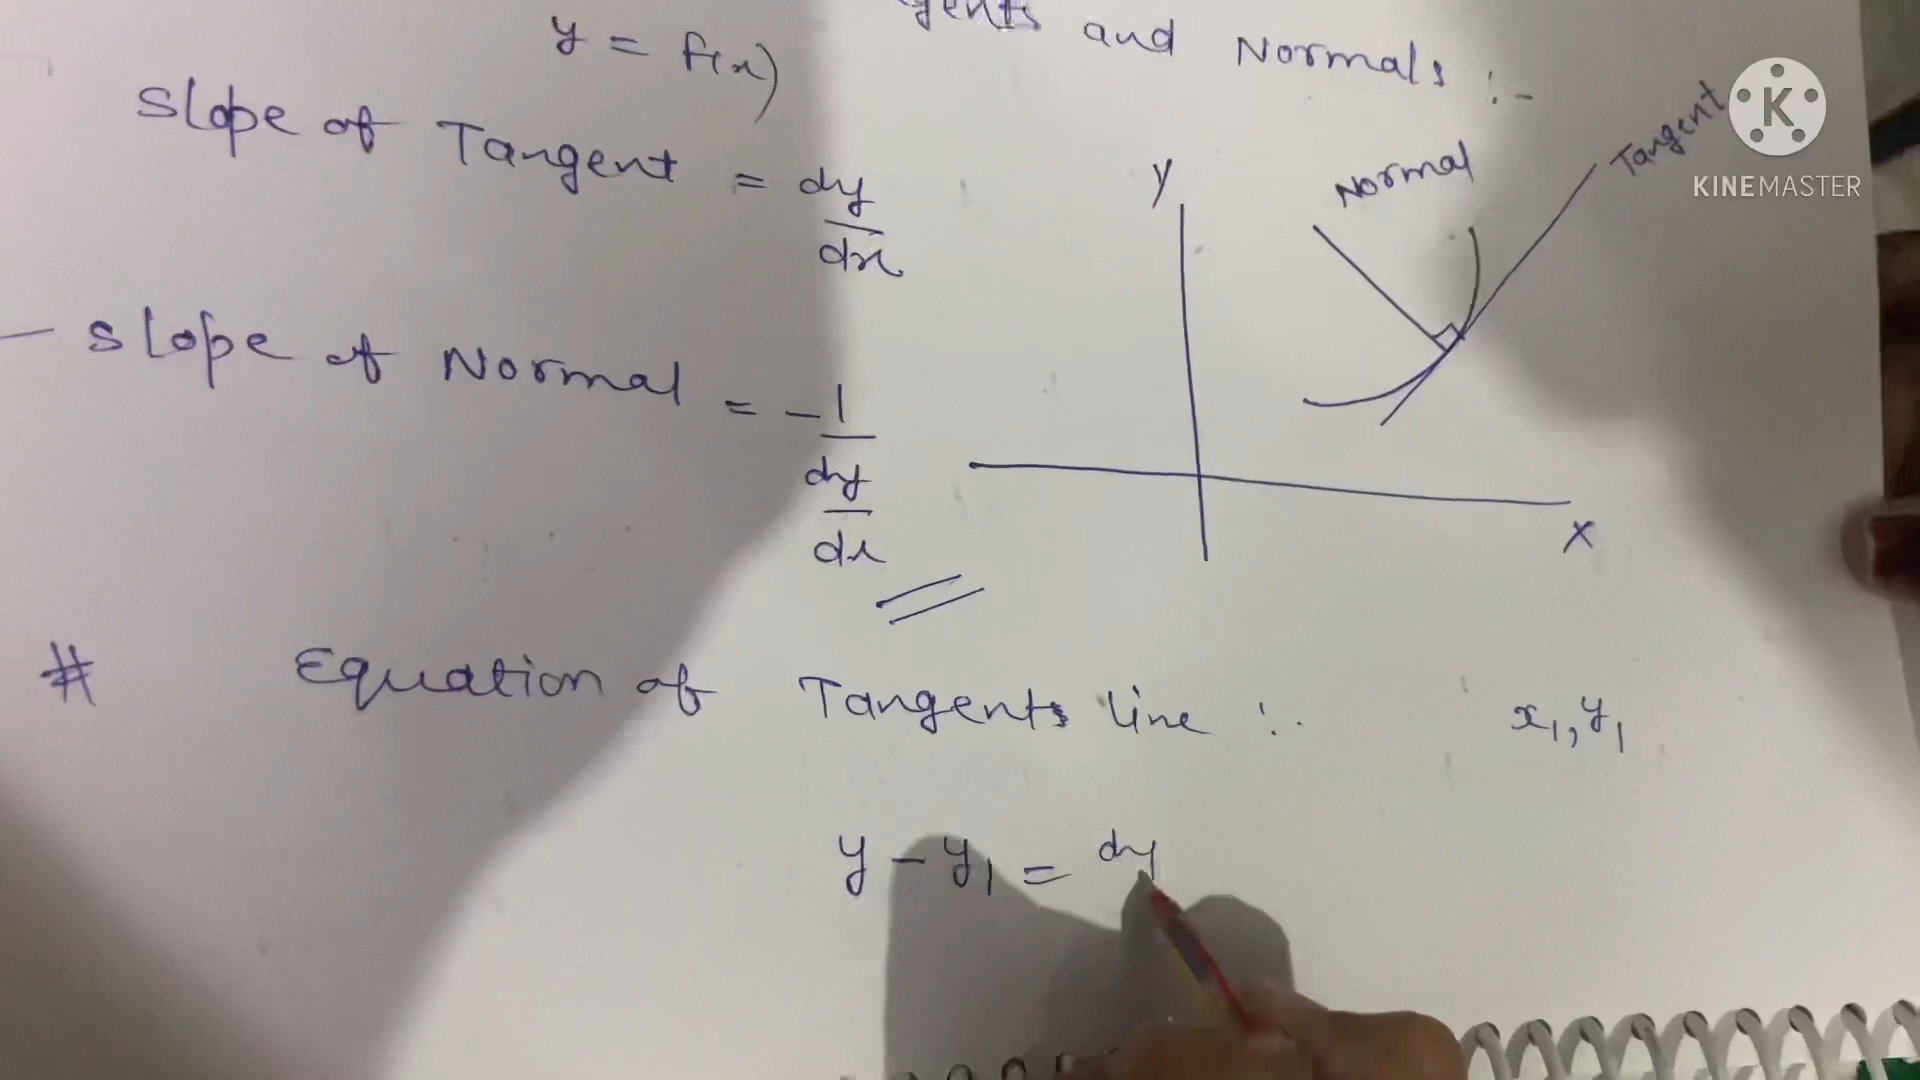 and Normals :-
y = f(x)
Slope of Tangent = dy/dx
Normal
Tangent
KINEMASTER
y
Slope of Normal = -1/dy/dx
x
# Equation of Tangents line :- x1, y1
y - y1 = dy